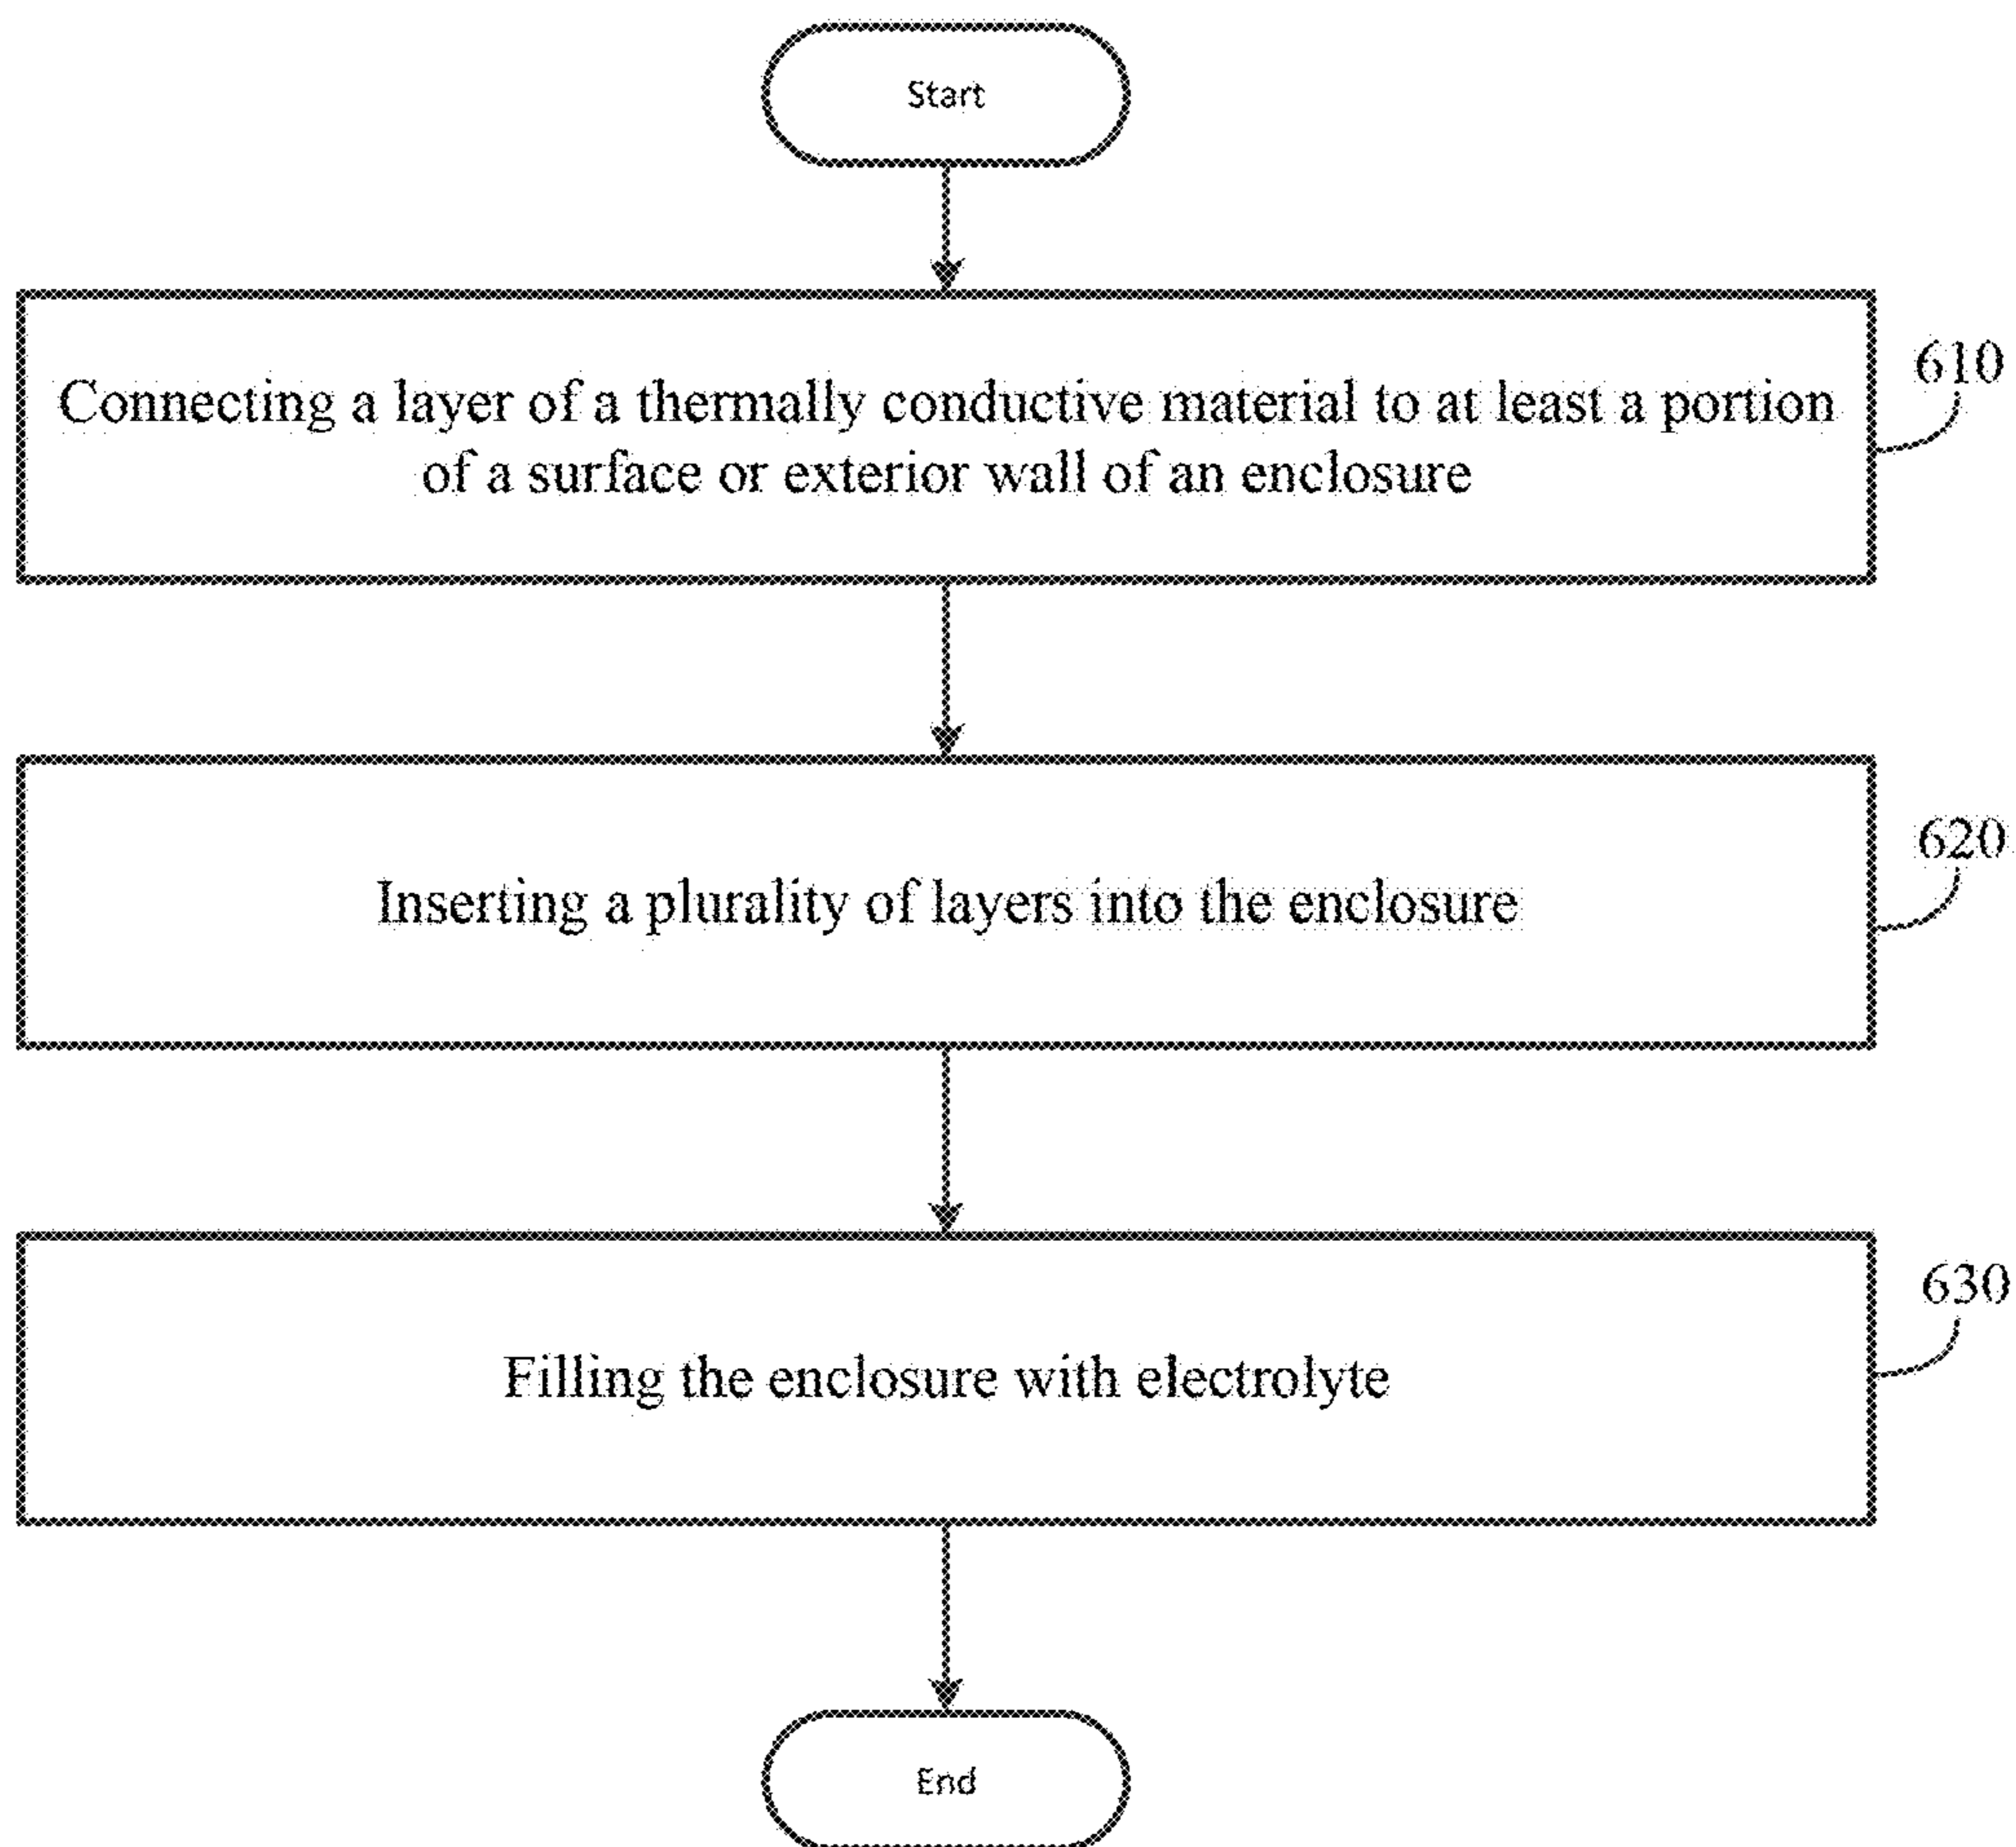 Start
Connecting a layer of a thermally conductive material to at least a portion
of a surface or exterior wall of an enclosure
610
Inserting a plurality of layers into the enclosure
620
Filling the enclosure with electrolyte
630
End